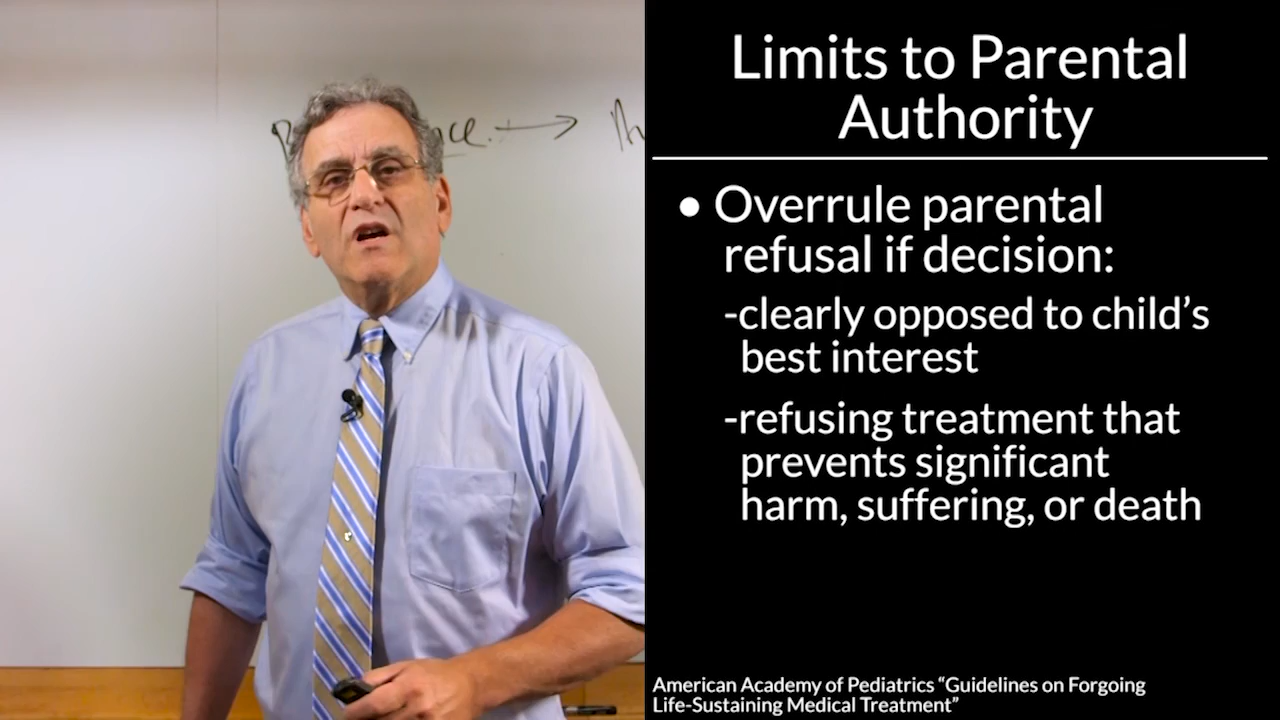 Limits to Parental
Authority
• Overrule parental
refusal if decision:
-clearly opposed to child’s
best interest
-refusing treatment that
prevents significant
harm, suffering, or death
American Academy of Pediatrics “Guidelines on Forgoing
Life-Sustaining Medical Treatment”